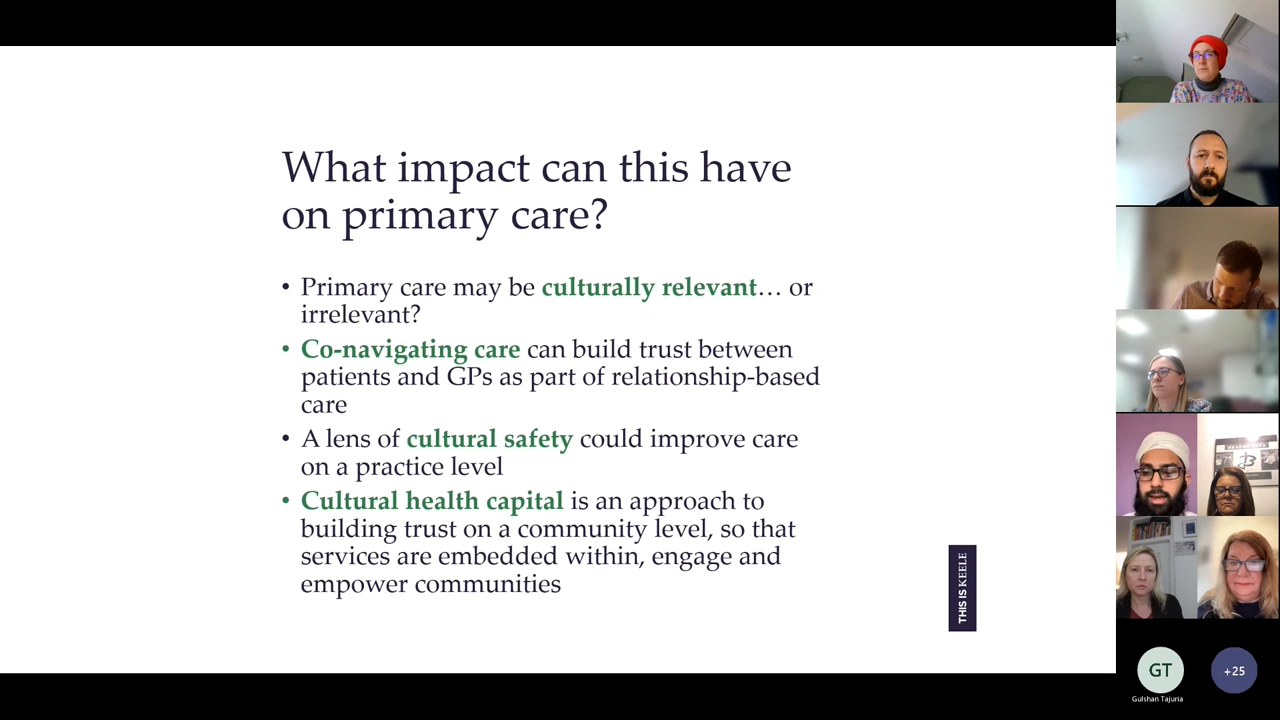 What impact can this have
on primary care?
• Primary care may be culturally relevant… or
irrelevant?
• Co-navigating care can build trust between
patients and GPs as part of relationship-based
care
• A lens of cultural safety could improve care
on a practice level
• Cultural health capital is an approach to
building trust on a community level, so that
services are embedded within, engage and
empower communities
THIS IS KEELE
GT
+25
Gulshan Tajuria